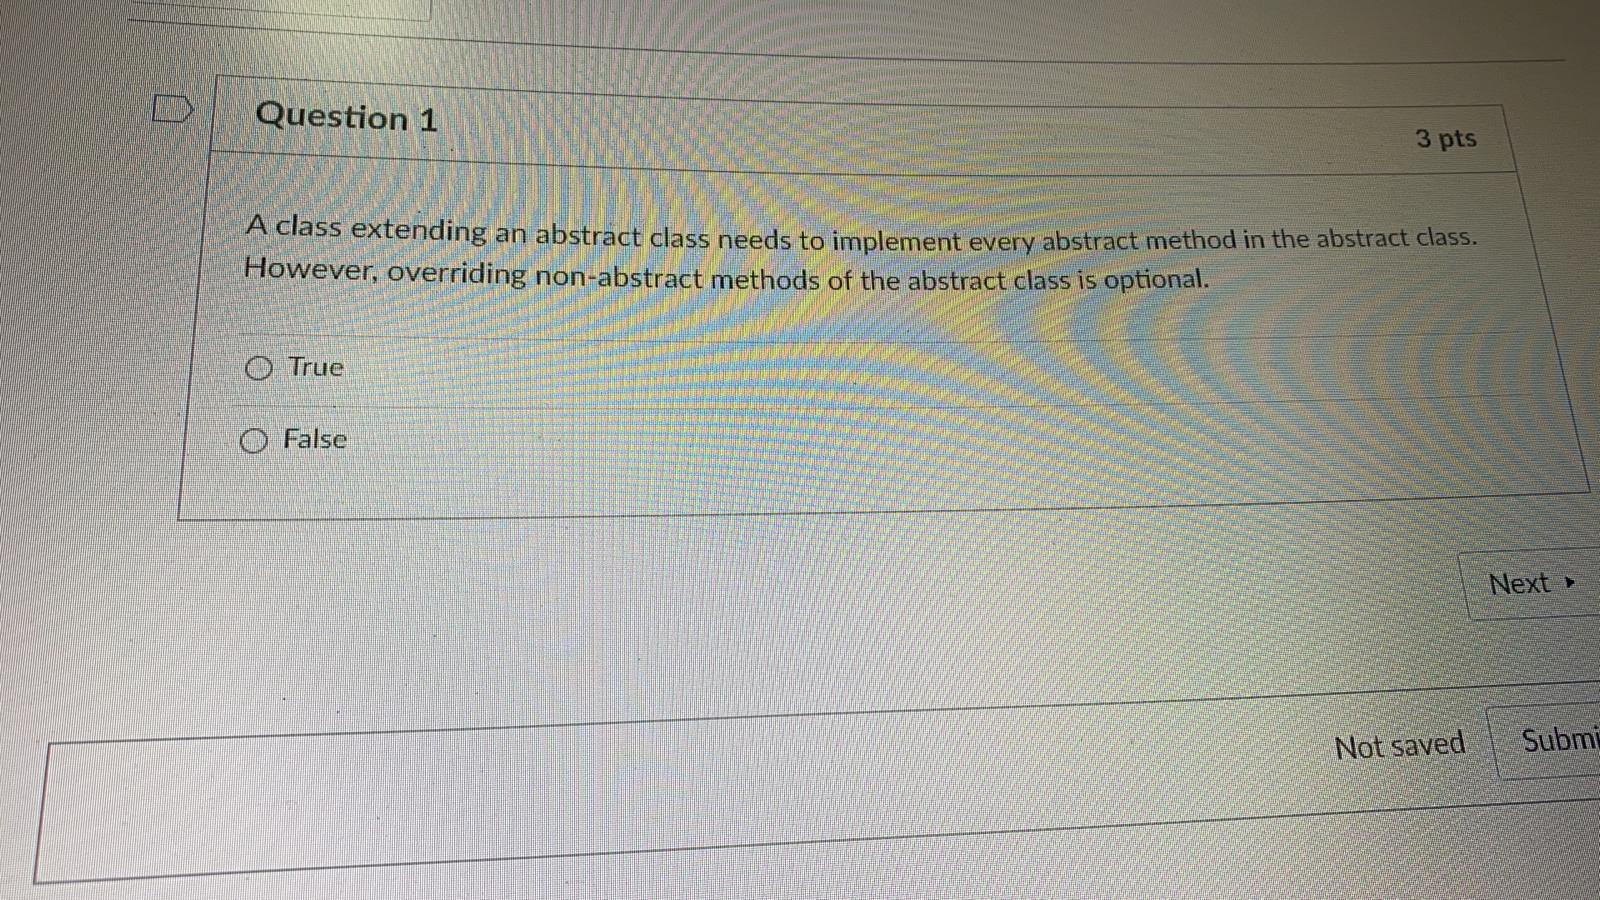 Question 1
3 pts
A class extending an abstract class needs to implement every abstract method in the abstract class.
However, overriding non-abstract methods of the abstract class is optional.
True
False
Next
Not saved
Submi